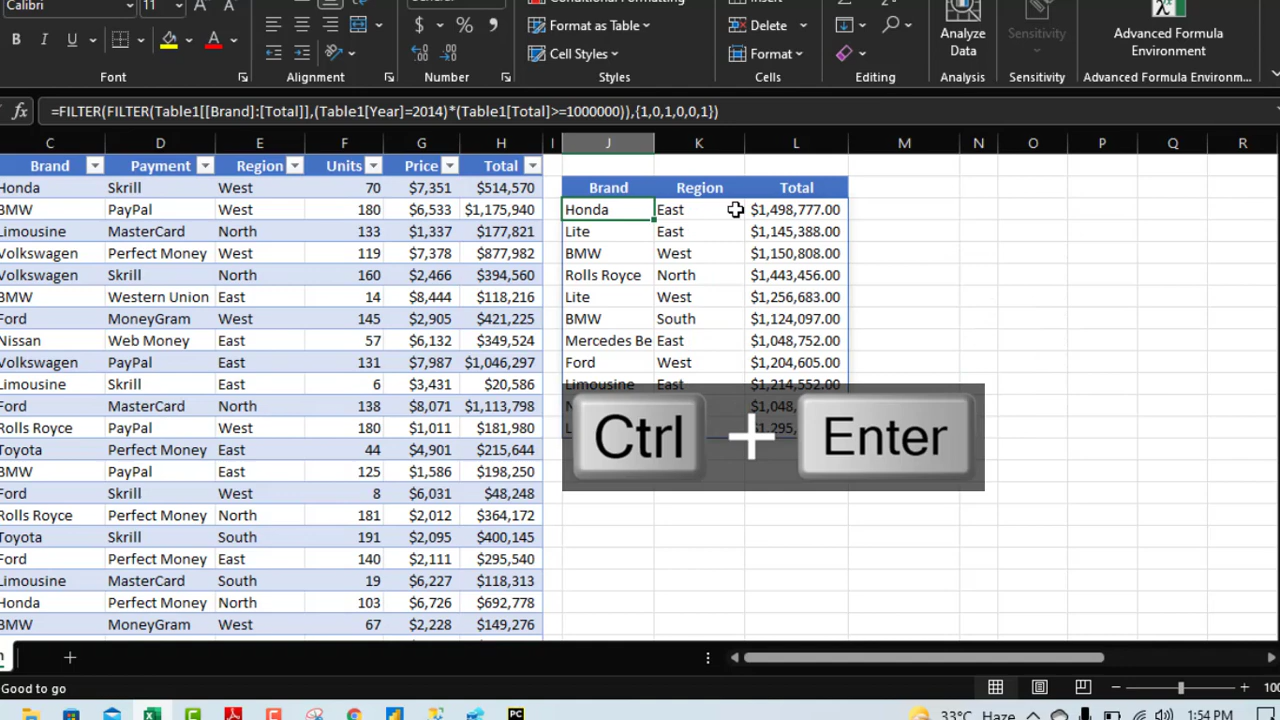 Calibri 11 A A Conditional Formatting Insert
B I U A $ % Format as Table Delete Analyze Data Sensitivity Advanced Formula Environment
Cell Styles Format
Font Alignment Number Styles Cells Editing Analysis Sensitivity Advanced Formula Environm...
fx =FILTER(FILTER(Table1[[Brand]:[Total]],(Table1[Year]=2014)*(Table1[Total]>=1000000)),{1,0,1,0,0,1})
C D E F G H I J K L M N O P Q R
Brand Payment Region Units Price Total
Honda Skrill West 70 $7,351 $514,570 Brand Region Total
BMW PayPal West 180 $6,533 $1,175,940 Honda East $1,498,777.00
Limousine MasterCard North 133 $1,337 $177,821 Lite East $1,145,388.00
Volkswagen Perfect Money West 119 $7,378 $877,982 BMW West $1,150,808.00
Volkswagen Skrill North 160 $2,466 $394,560 Rolls Royce North $1,443,456.00
BMW Western Union East 14 $8,444 $118,216 Lite West $1,256,683.00
Ford MoneyGram West 145 $2,905 $421,225 BMW South $1,124,097.00
Nissan Web Money East 57 $6,132 $349,524 Mercedes Be East $1,048,752.00
Volkswagen PayPal East 131 $7,987 $1,046,297 Ford West $1,204,605.00
Limousine East 6 $3,431 $20,586 Limousine East $1,214,552.00
Ford MasterCard North 138 $8,071 $1,113,798 N $1,048,
Rolls Royce PayPal West 180 $1,011 $181,980 L $1,295,
Ctrl + Enter
Toyota Perfect Money East 44 $4,901 $215,644
BMW PayPal East 125 $1,586 $198,250
Ford Skrill West 8 $6,031 $48,248
Rolls Royce Perfect Money West 181 $2,012 $364,172
Toyota Skrill South 191 $2,095 $400,145
Ford Perfect Money East 140 $2,111 $295,540
Limousine MasterCard South 19 $6,227 $118,313
Honda Perfect Money North 103 $6,726 $692,778
BMW MoneyGram West 67 $2,228 $149,276
Good to go 100
PC 33°C Haze 1:54 PM